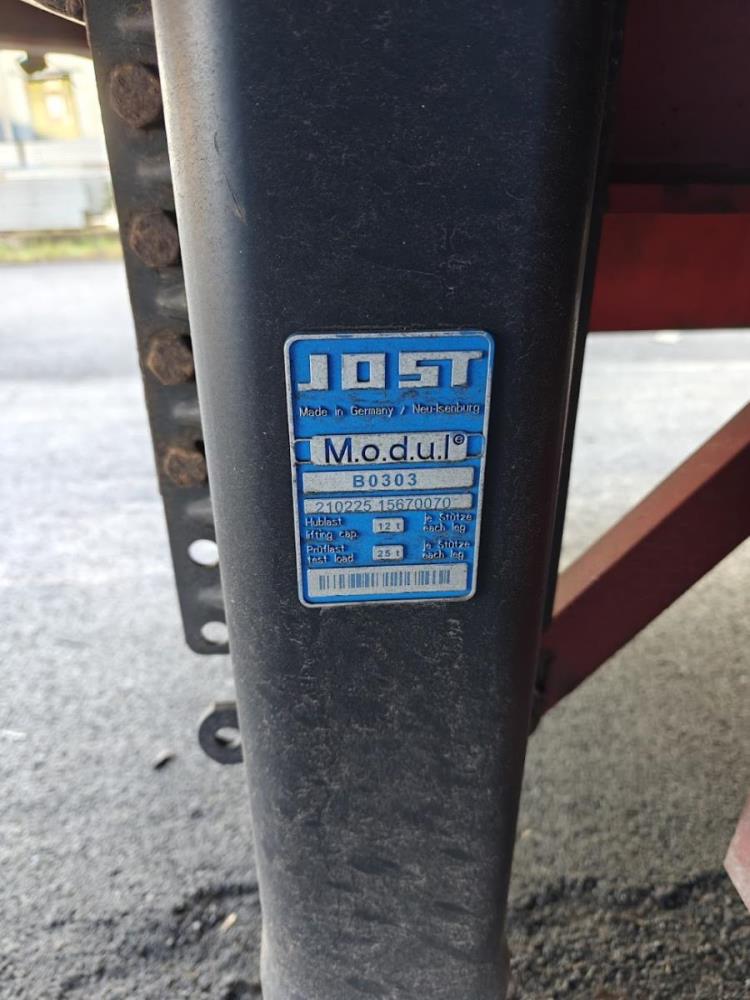 JOST
Made in Germany / Neu-Isenburg
M.o.d.u.l®
B0303
210225 15670070
Hublast 12 t je Stütze
lifting cap. each leg
Prüflast 25 t je Stütze
test load each leg